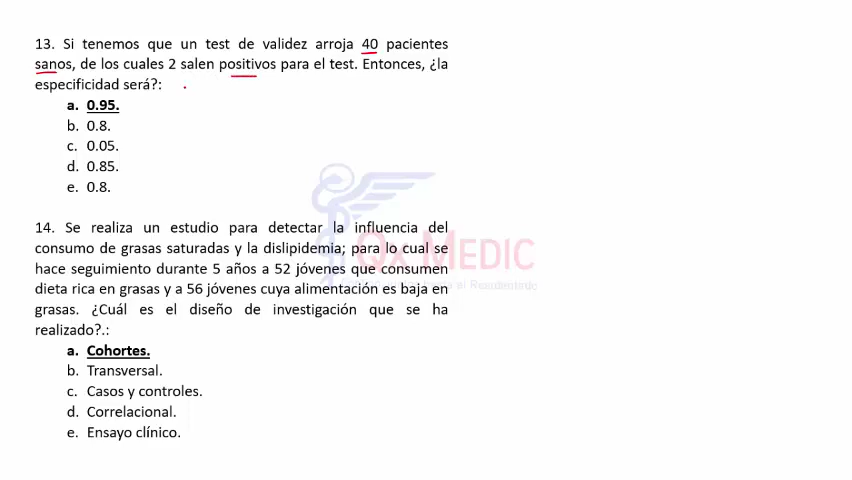 13. Si tenemos que un test de validez arroja 40 pacientes
sanos, de los cuales 2 salen positivos para el test. Entonces, ¿la
especificidad será?:
a. 0.95.
b. 0.8.
c. 0.05.
d. 0.85.
e. 0.8.
14. Se realiza un estudio para detectar la influencia del
consumo de grasas saturadas y la dislipidemia; para lo cual se
hace seguimiento durante 5 años a 52 jóvenes que consumen
dieta rica en grasas y a 56 jóvenes cuya alimentación es baja en
grasas. ¿Cuál es el diseño de investigación que se ha
realizado?.:
a. Cohortes.
b. Transversal.
c. Casos y controles.
d. Correlacional.
e. Ensayo clínico.
Qx MEDIC
al Residentado